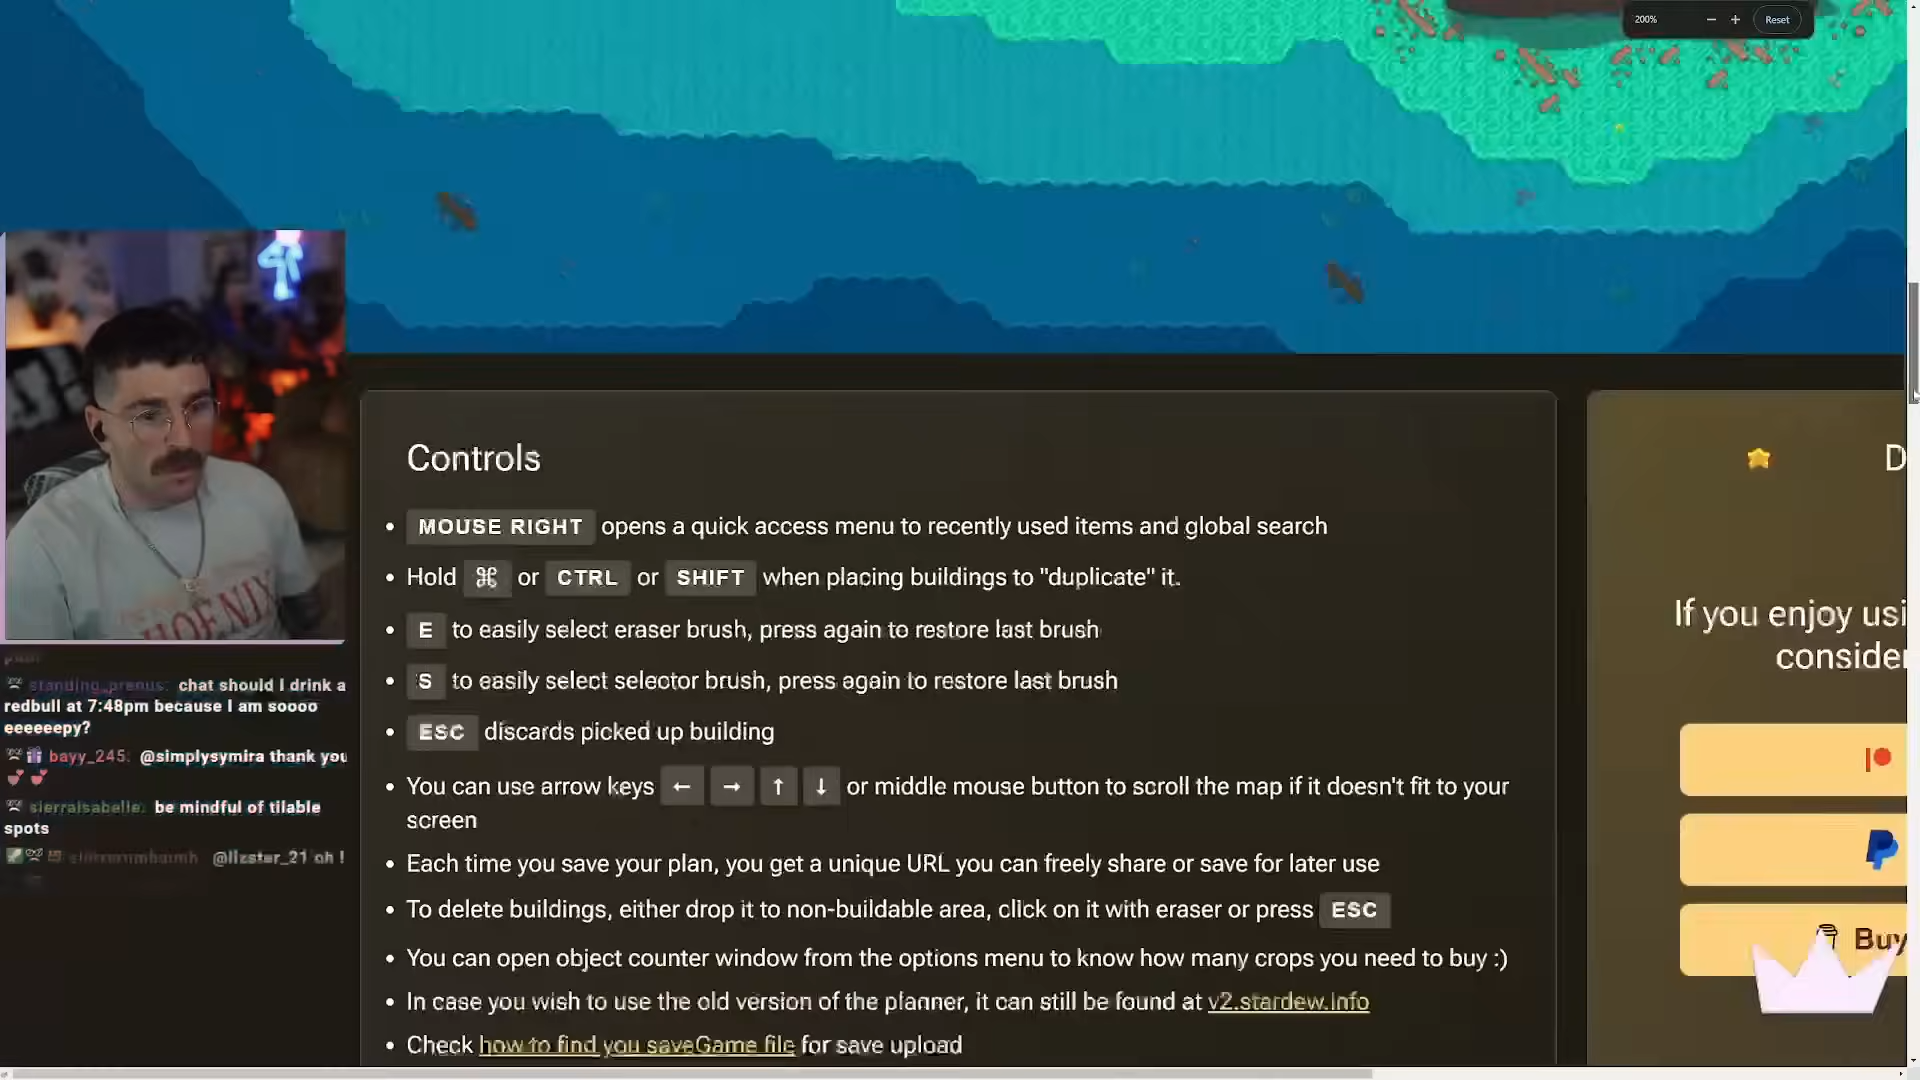 200%
Reset
Controls
MOUSE RIGHT opens a quick access menu to recently used items and global search
Hold ⌘ or CTRL or SHIFT when placing buildings to "duplicate" it.
E to easily select eraser brush, press again to restore last brush
S to easily select selector brush, press again to restore last brush
ESC discards picked up building
You can use arrow keys ← → ↑ ↓ or middle mouse button to scroll the map if it doesn't fit to your
screen
Each time you save your plan, you get a unique URL you can freely share or save for later use
To delete buildings, either drop it to non-buildable area, click on it with eraser or press ESC
You can open object counter window from the options menu to know how many crops you need to buy :)
In case you wish to use the old version of the planner, it can still be found at v2.stardew.info
Check how to find you saveGame file for save upload
D
If you enjoy usi
consider
Buy
standing_prenus: chat should I drink a
redbull at 7:48pm because I am soooo
eeeeeepy?
bayy_245: @simplysymira thank you
sierraisabelle: be mindful of tilable
spots
@lizster_21 oh !